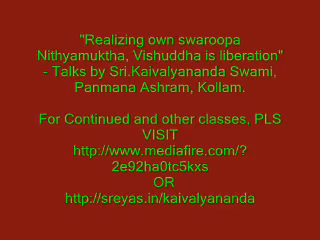 "Realizing own swaroopa
Nithyamuktha, Vishuddha is liberation"
- Talks by Sri.Kaivalyananda Swami,
Panmana Ashram, Kollam.
For Continued and other classes, PLS
VISIT
http://www.mediafire.com/?
2e92ha0tc5kxs
OR
http://sreyas.in/kaivalyananda